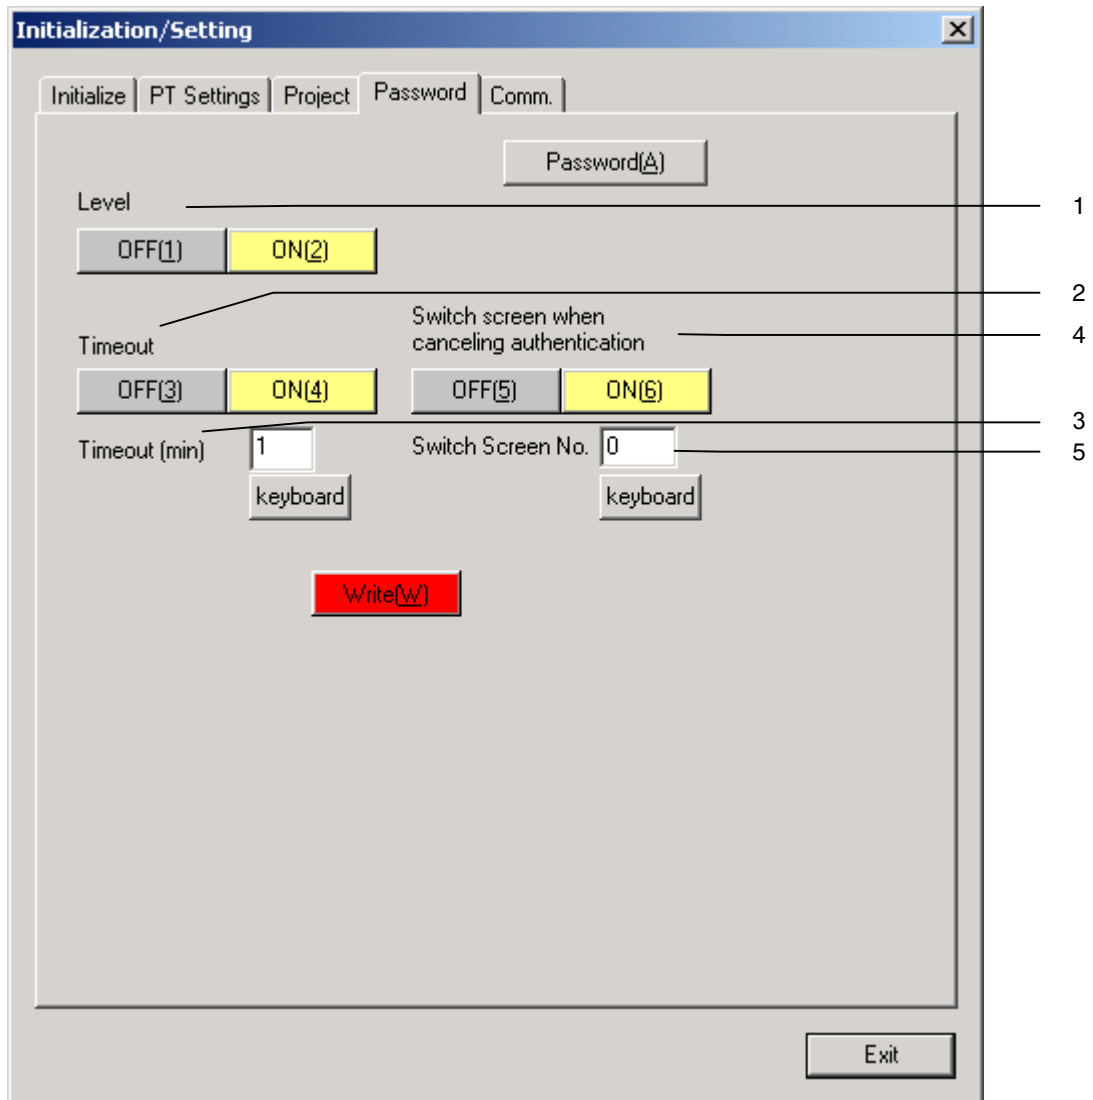 Initialization/Setting
Initialize PT Settings Project Password Comm.
Password(A)
Level 1
OFF(1) ON(2)
2
Switch screen when
canceling authentication 4
Timeout
OFF(3) ON(4) OFF(5) ON(6)
3
Timeout (min) 1 Switch Screen No. 0 5
keyboard keyboard
Write(W)
Exit